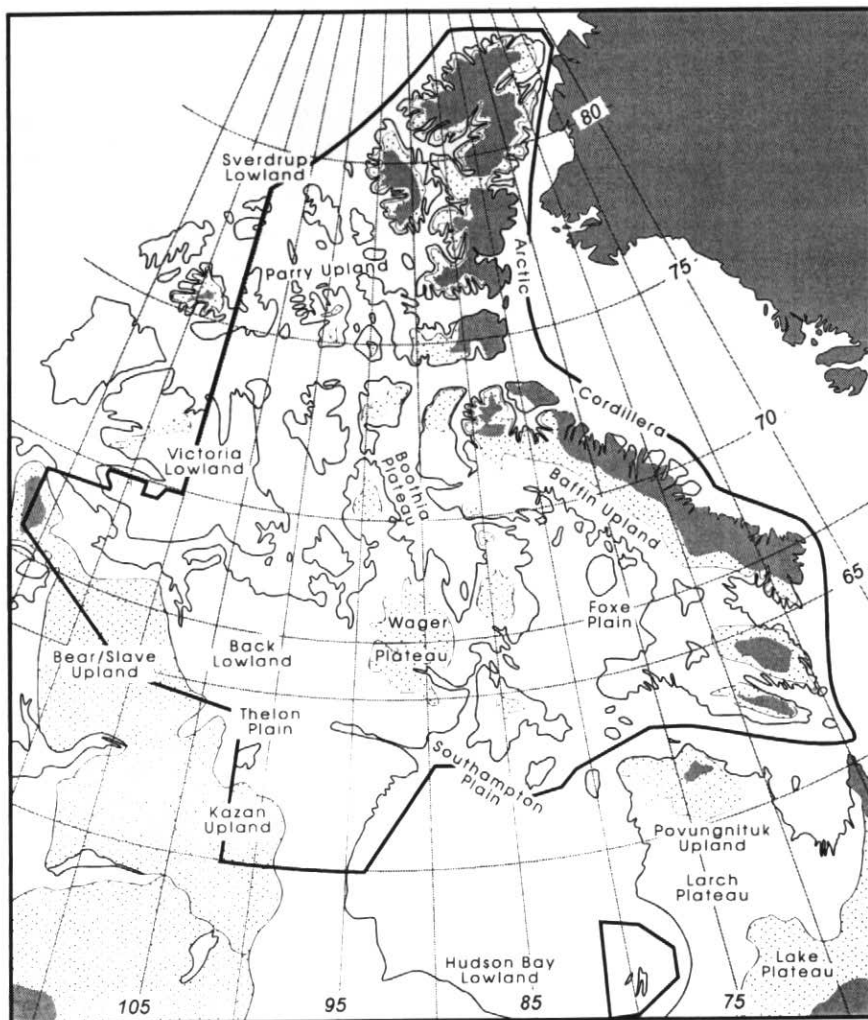 80
Sverdrup
Lowland
Arctic
75
Parry Upland
Cordillera
70
Victoria
Lowland
Boothia
Plateau
Baffin Upland
65
Foxe
Plain
Wager
Plateau
Back
Lowland
Bear/Slave
Upland
Thelon
Plain
Southampton
Plain
Kazan
Upland
Povungnituk
Upland
Larch
Plateau
Hudson Bay
Lowland
Lake
Plateau
105
95
85
75